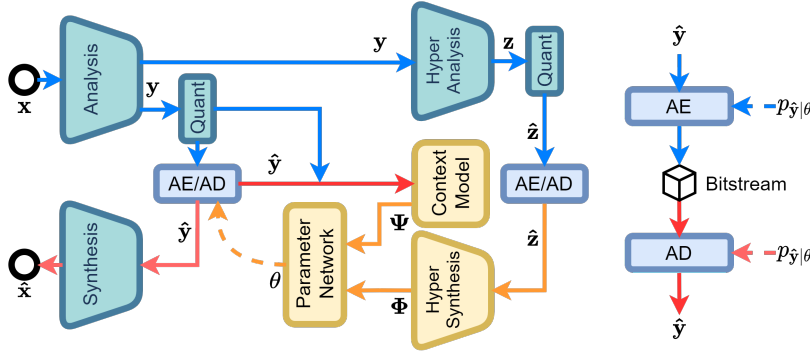 x
Analysis
y
y
Quant
Hyper
Analysis
z
Quant
ẑ
AE/AD
ŷ
Context
Model
AE/AD
ŷ
Ψ
ẑ
Synthesis
x̂
θ
Parameter
Network
Φ
Hyper
Synthesis
ŷ
AE
p_{ŷ|θ}
Bitstream
AD
p_{ŷ|θ}
ŷ